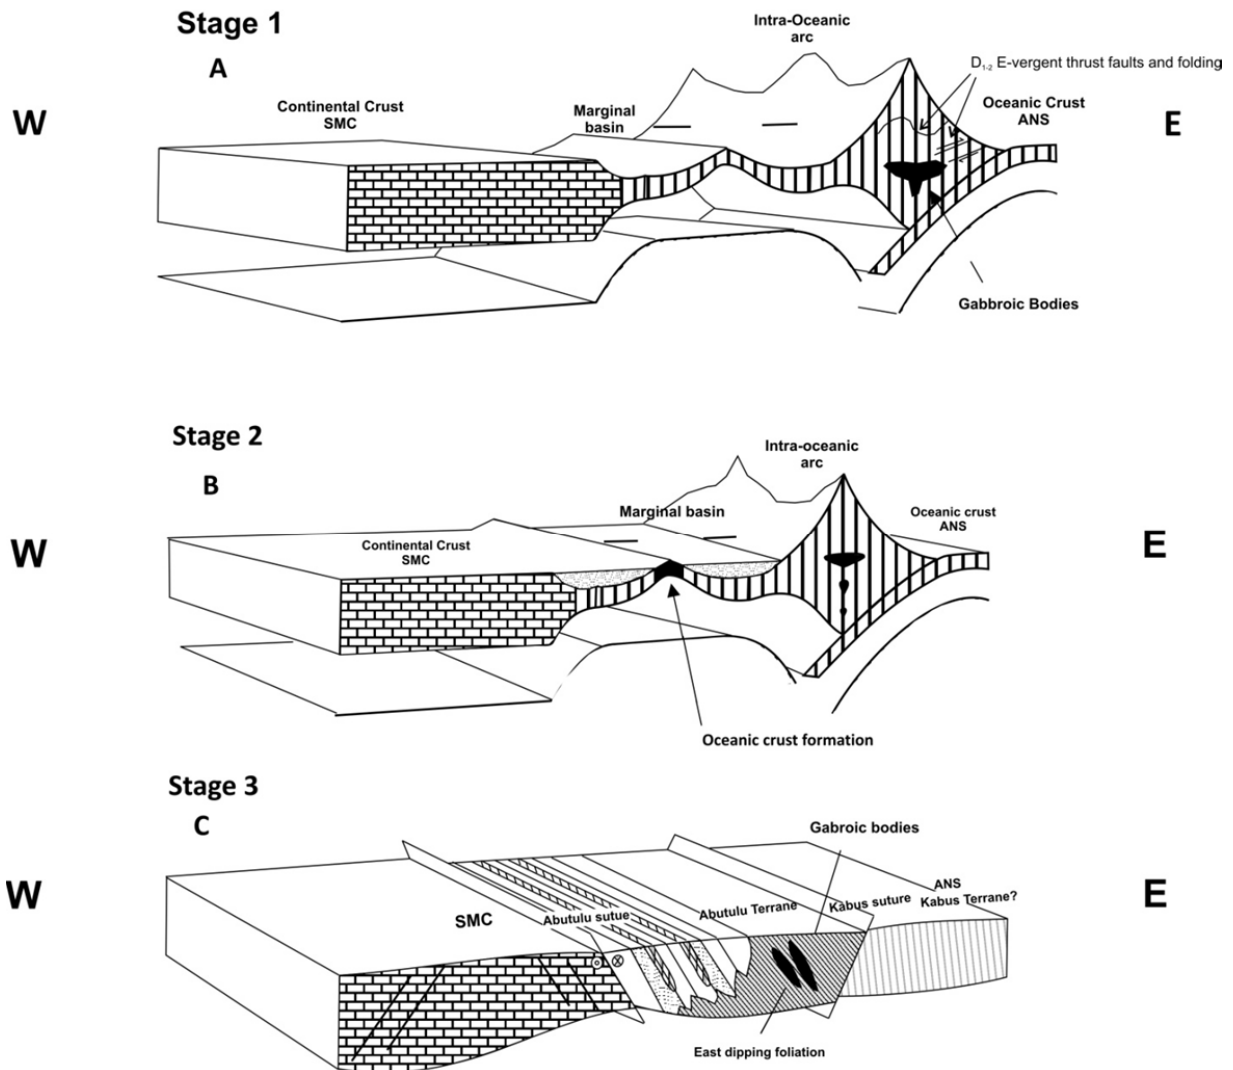 Stage 1
A
Intra-Oceanic
arc
D1-2 E-vergent thrust faults and folding
Continental Crust
SMC
Marginal
basin
Oceanic Crust
ANS
W
E
Gabbroic Bodies
Stage 2
B
Intra-oceanic
arc
Marginal basin
Oceanic crust
ANS
Continental Crust
SMC
W
E
Oceanic crust formation
Stage 3
C
Gabroic bodies
W
E
ANS
Kabus Terrane?
Kabus suture
Abutulu Terrane
Abutulu sutue
SMC
East dipping foliation